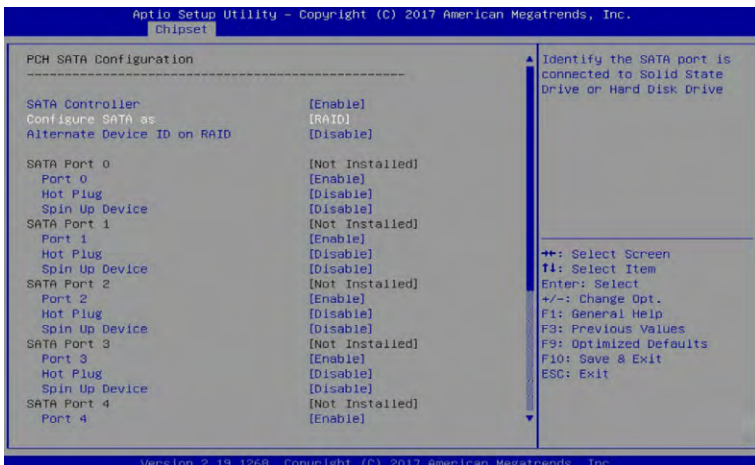 Aptio Setup Utility – Copyright (C) 2017 American Megatrends, Inc.
Chipset
PCH SATA Configuration
SATA Controller [Enable]
Configure SATA as [RAID]
Alternate Device ID on RAID [Disable]
SATA Port 0 [Not Installed]
Port 0 [Enable]
Hot Plug [Disable]
Spin Up Device [Disable]
SATA Port 1 [Not Installed]
Port 1 [Enable]
Hot Plug [Disable]
Spin Up Device [Disable]
SATA Port 2 [Not Installed]
Port 2 [Enable]
Hot Plug [Disable]
Spin Up Device [Disable]
SATA Port 3 [Not Installed]
Port 3 [Enable]
Hot Plug [Disable]
Spin Up Device [Disable]
SATA Port 4 [Not Installed]
Port 4 [Enable]
Identify the SATA port is
connected to Solid State
Drive or Hard Disk Drive
→←: Select Screen
↑↓: Select Item
Enter: Select
+/-: Change Opt.
F1: General Help
F3: Previous Values
F9: Optimized Defaults
F10: Save & Exit
ESC: Exit
Version 2.19.1268. Copyright (C) 2017 American Megatrends, Inc.